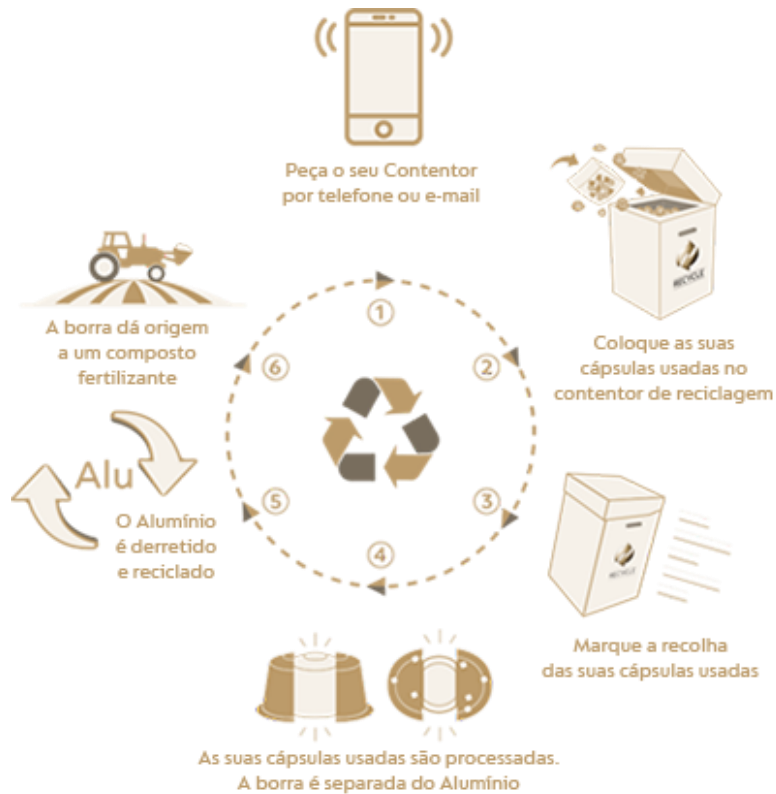 Peça o seu Contentor
por telefone ou e-mail
1
RECYCLE
Coloque as suas
cápsulas usadas no
contentor de reciclagem
2
RECYCLE
Marque a recolha
das suas cápsulas usadas
3
As suas cápsulas usadas são processadas.
A borra é separada do Alumínio
4
Alu
O Alumínio
é derretido
e reciclado
5
A borra dá origem
a um composto
fertilizante
6